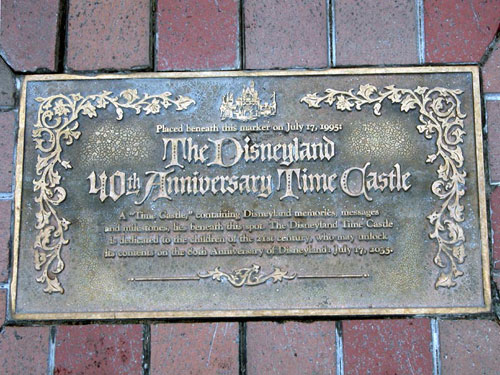 Placed beneath this marker on July 17, 1995:
The Disneyland
40th Anniversary Time Castle
A "Time Castle," containing Disneyland memories, messages
and milestones, lies beneath this spot. The Disneyland Time Castle
is dedicated to the children of the 21st century, who may unlock
its contents on the 80th Anniversary of Disneyland: July 17, 2035.